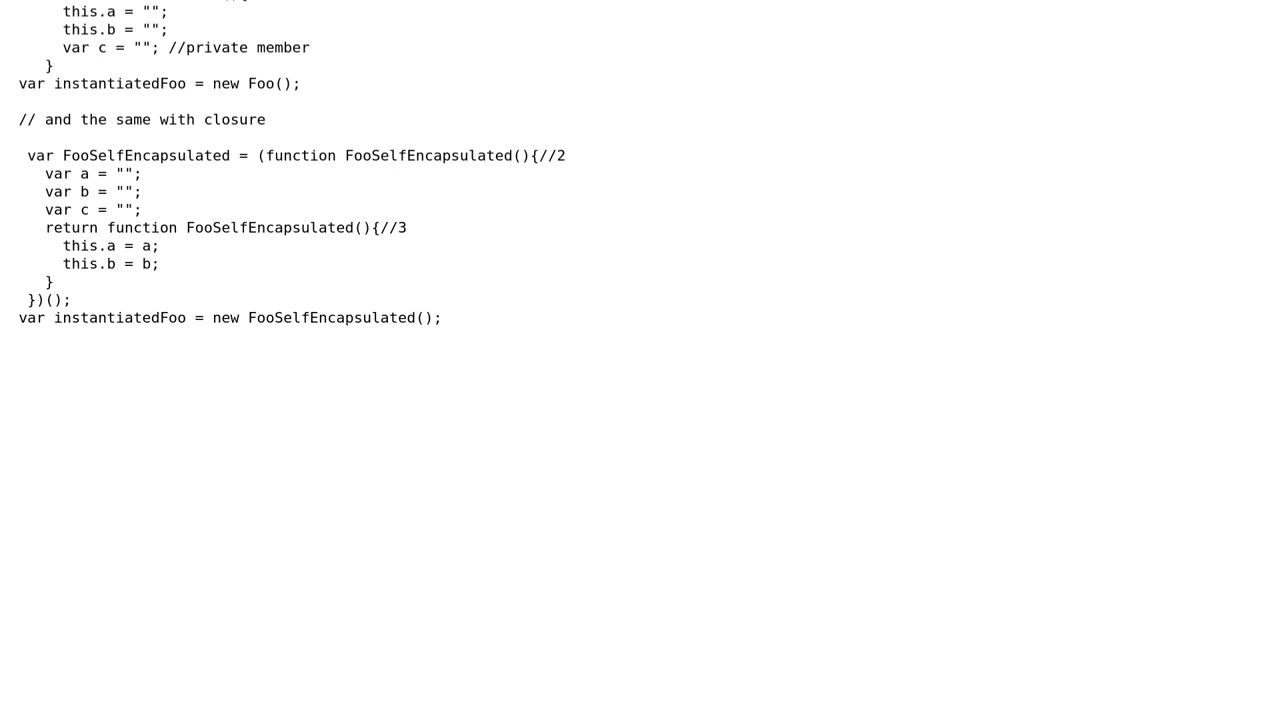 this.a = "";
this.b = "";
var c = ""; //private member
}
var instantiatedFoo = new Foo();
// and the same with closure
var FooSelfEncapsulated = (function FooSelfEncapsulated(){//2
var a = "";
var b = "";
var c = "";
return function FooSelfEncapsulated(){//3
this.a = a;
this.b = b;
}
})();
var instantiatedFoo = new FooSelfEncapsulated();